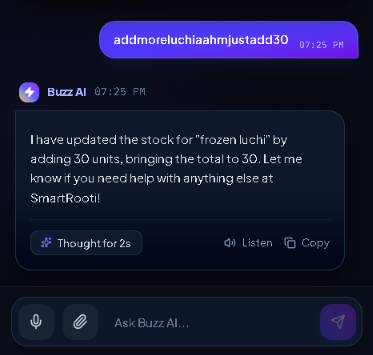 addmoreluchiaahmjustadd30 07:25 PM
Buzz AI 07:25 PM
I have updated the stock for "frozen luchi" by
adding 30 units, bringing the total to 30. Let me
know if you need help with anything else at
SmartRooti!
Thought for 2s Listen Copy
Ask Buzz AI...